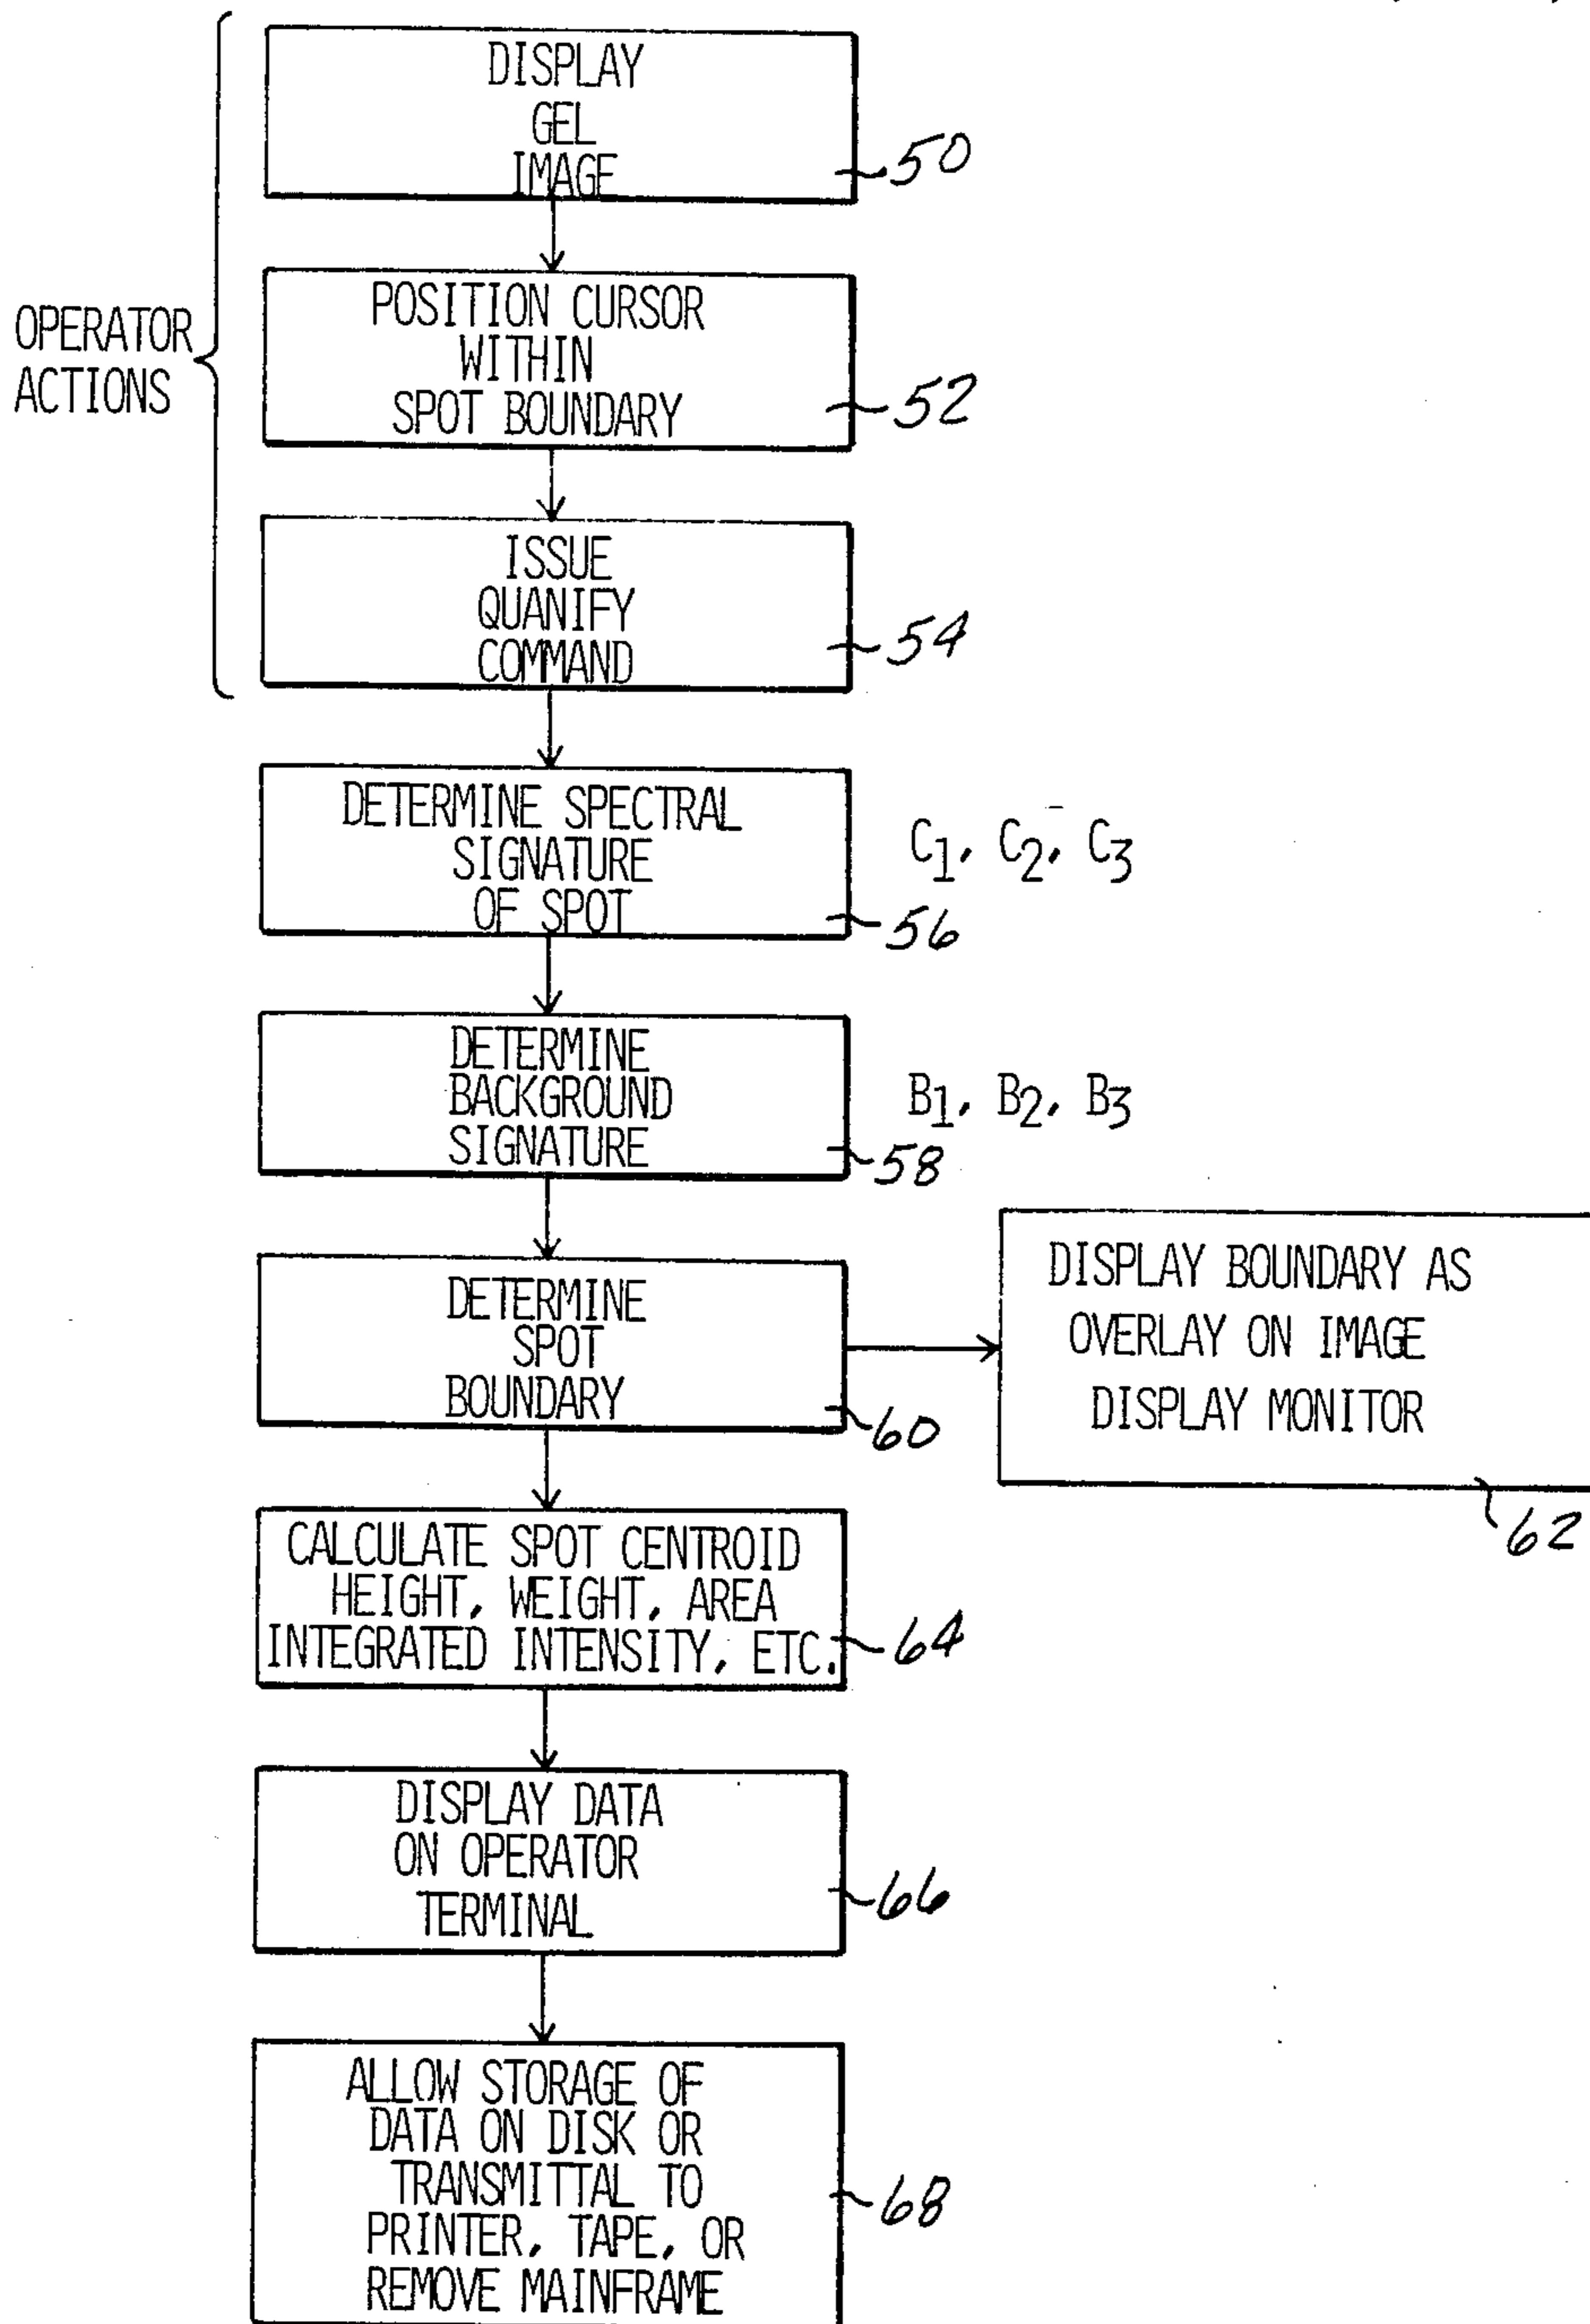 DISPLAY
GEL
IMAGE
50
OPERATOR
ACTIONS
POSITION CURSOR
WITHIN
SPOT BOUNDARY
52
ISSUE
QUANIFY
COMMAND
54
DETERMINE SPECTRAL
SIGNATURE
OF SPOT
56
C1, C2, C3
DETERMINE
BACKGROUND
SIGNATURE
58
B1, B2, B3
DETERMINE
SPOT
BOUNDARY
60
DISPLAY BOUNDARY AS
OVERLAY ON IMAGE
DISPLAY MONITOR
62
CALCULATE SPOT CENTROID
HEIGHT, WEIGHT, AREA
INTEGRATED INTENSITY, ETC.
64
DISPLAY DATA
ON OPERATOR
TERMINAL
66
ALLOW STORAGE OF
DATA ON DISK OR
TRANSMITTAL TO
PRINTER, TAPE, OR
REMOVE MAINFRAME
68